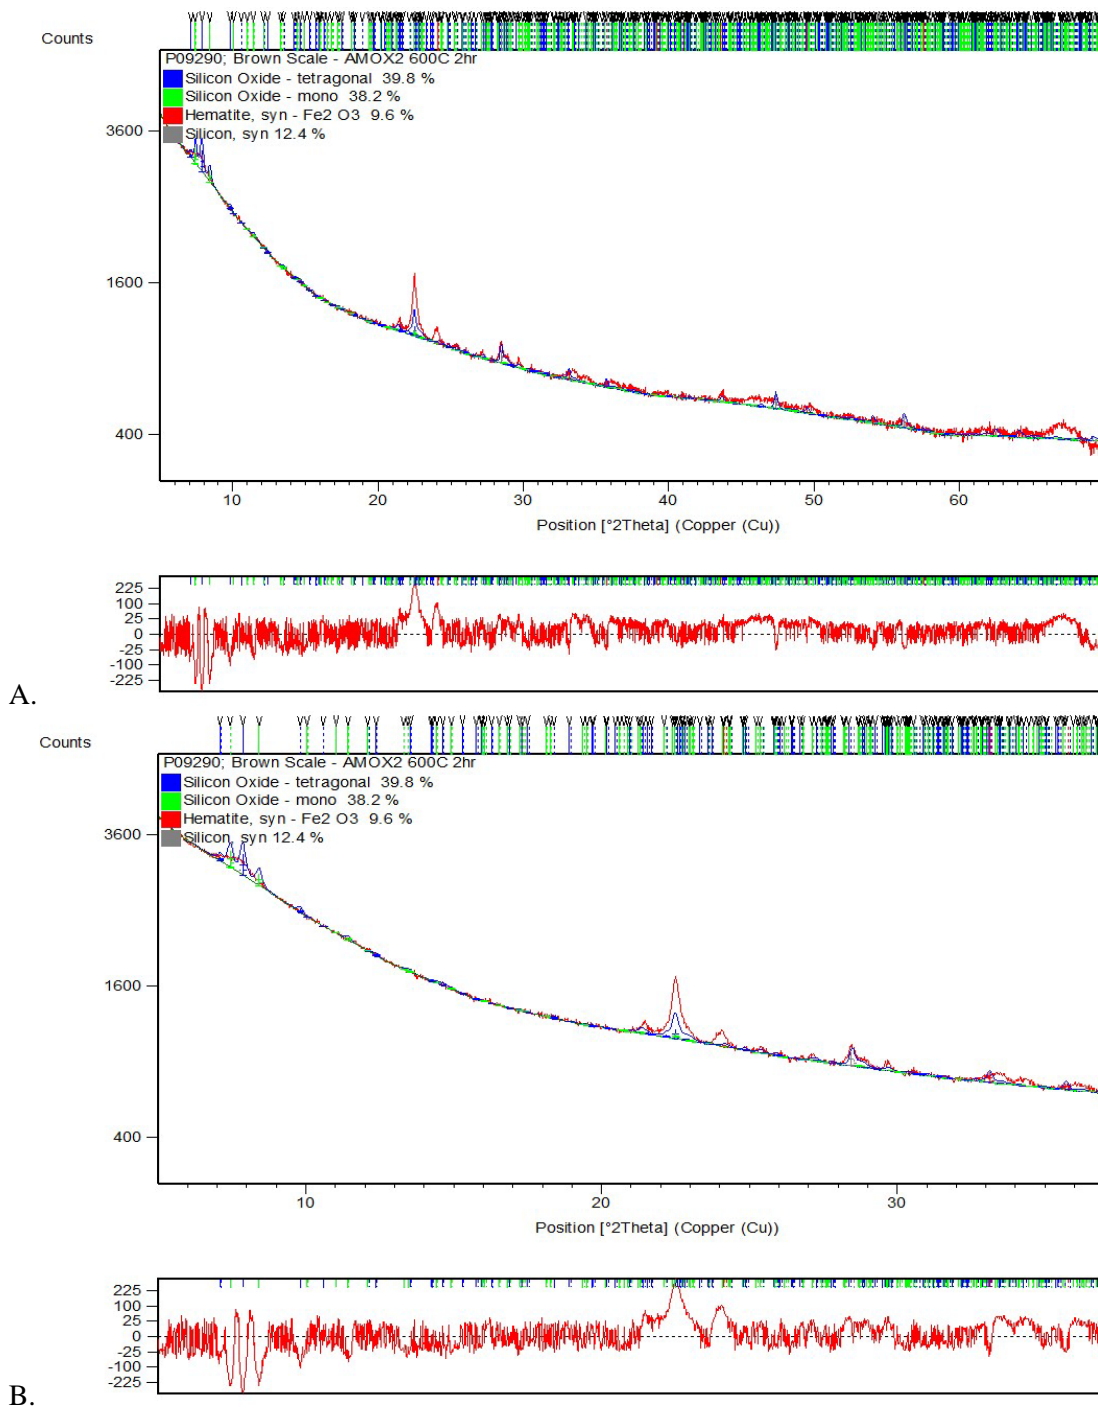 Counts
P09290; Brown Scale - AMOX2 600C 2hr
Silicon Oxide - tetragonal 39.8 %
Silicon Oxide - mono 38.2 %
Hematite, syn - Fe2 O3 9.6 %
Silicon, syn 12.4 %
3600
1600
400
10 20 30 40 50 60
Position [°2Theta] (Copper (Cu))
225
100
25
0
-25
-100
-225
A.
Counts
P09290; Brown Scale - AMOX2 600C 2hr
Silicon Oxide - tetragonal 39.8 %
Silicon Oxide - mono 38.2 %
Hematite, syn - Fe2 O3 9.6 %
Silicon, syn 12.4 %
3600
1600
400
10 20 30
Position [°2Theta] (Copper (Cu))
225
100
25
0
-25
-100
-225
B.